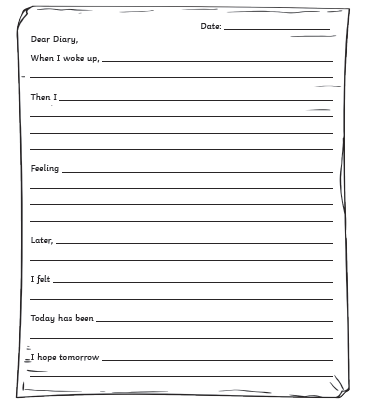 Date:
Dear Diary,
When I woke up,
Then I
Feeling
Later,
I felt
Today has been
I hope tomorrow